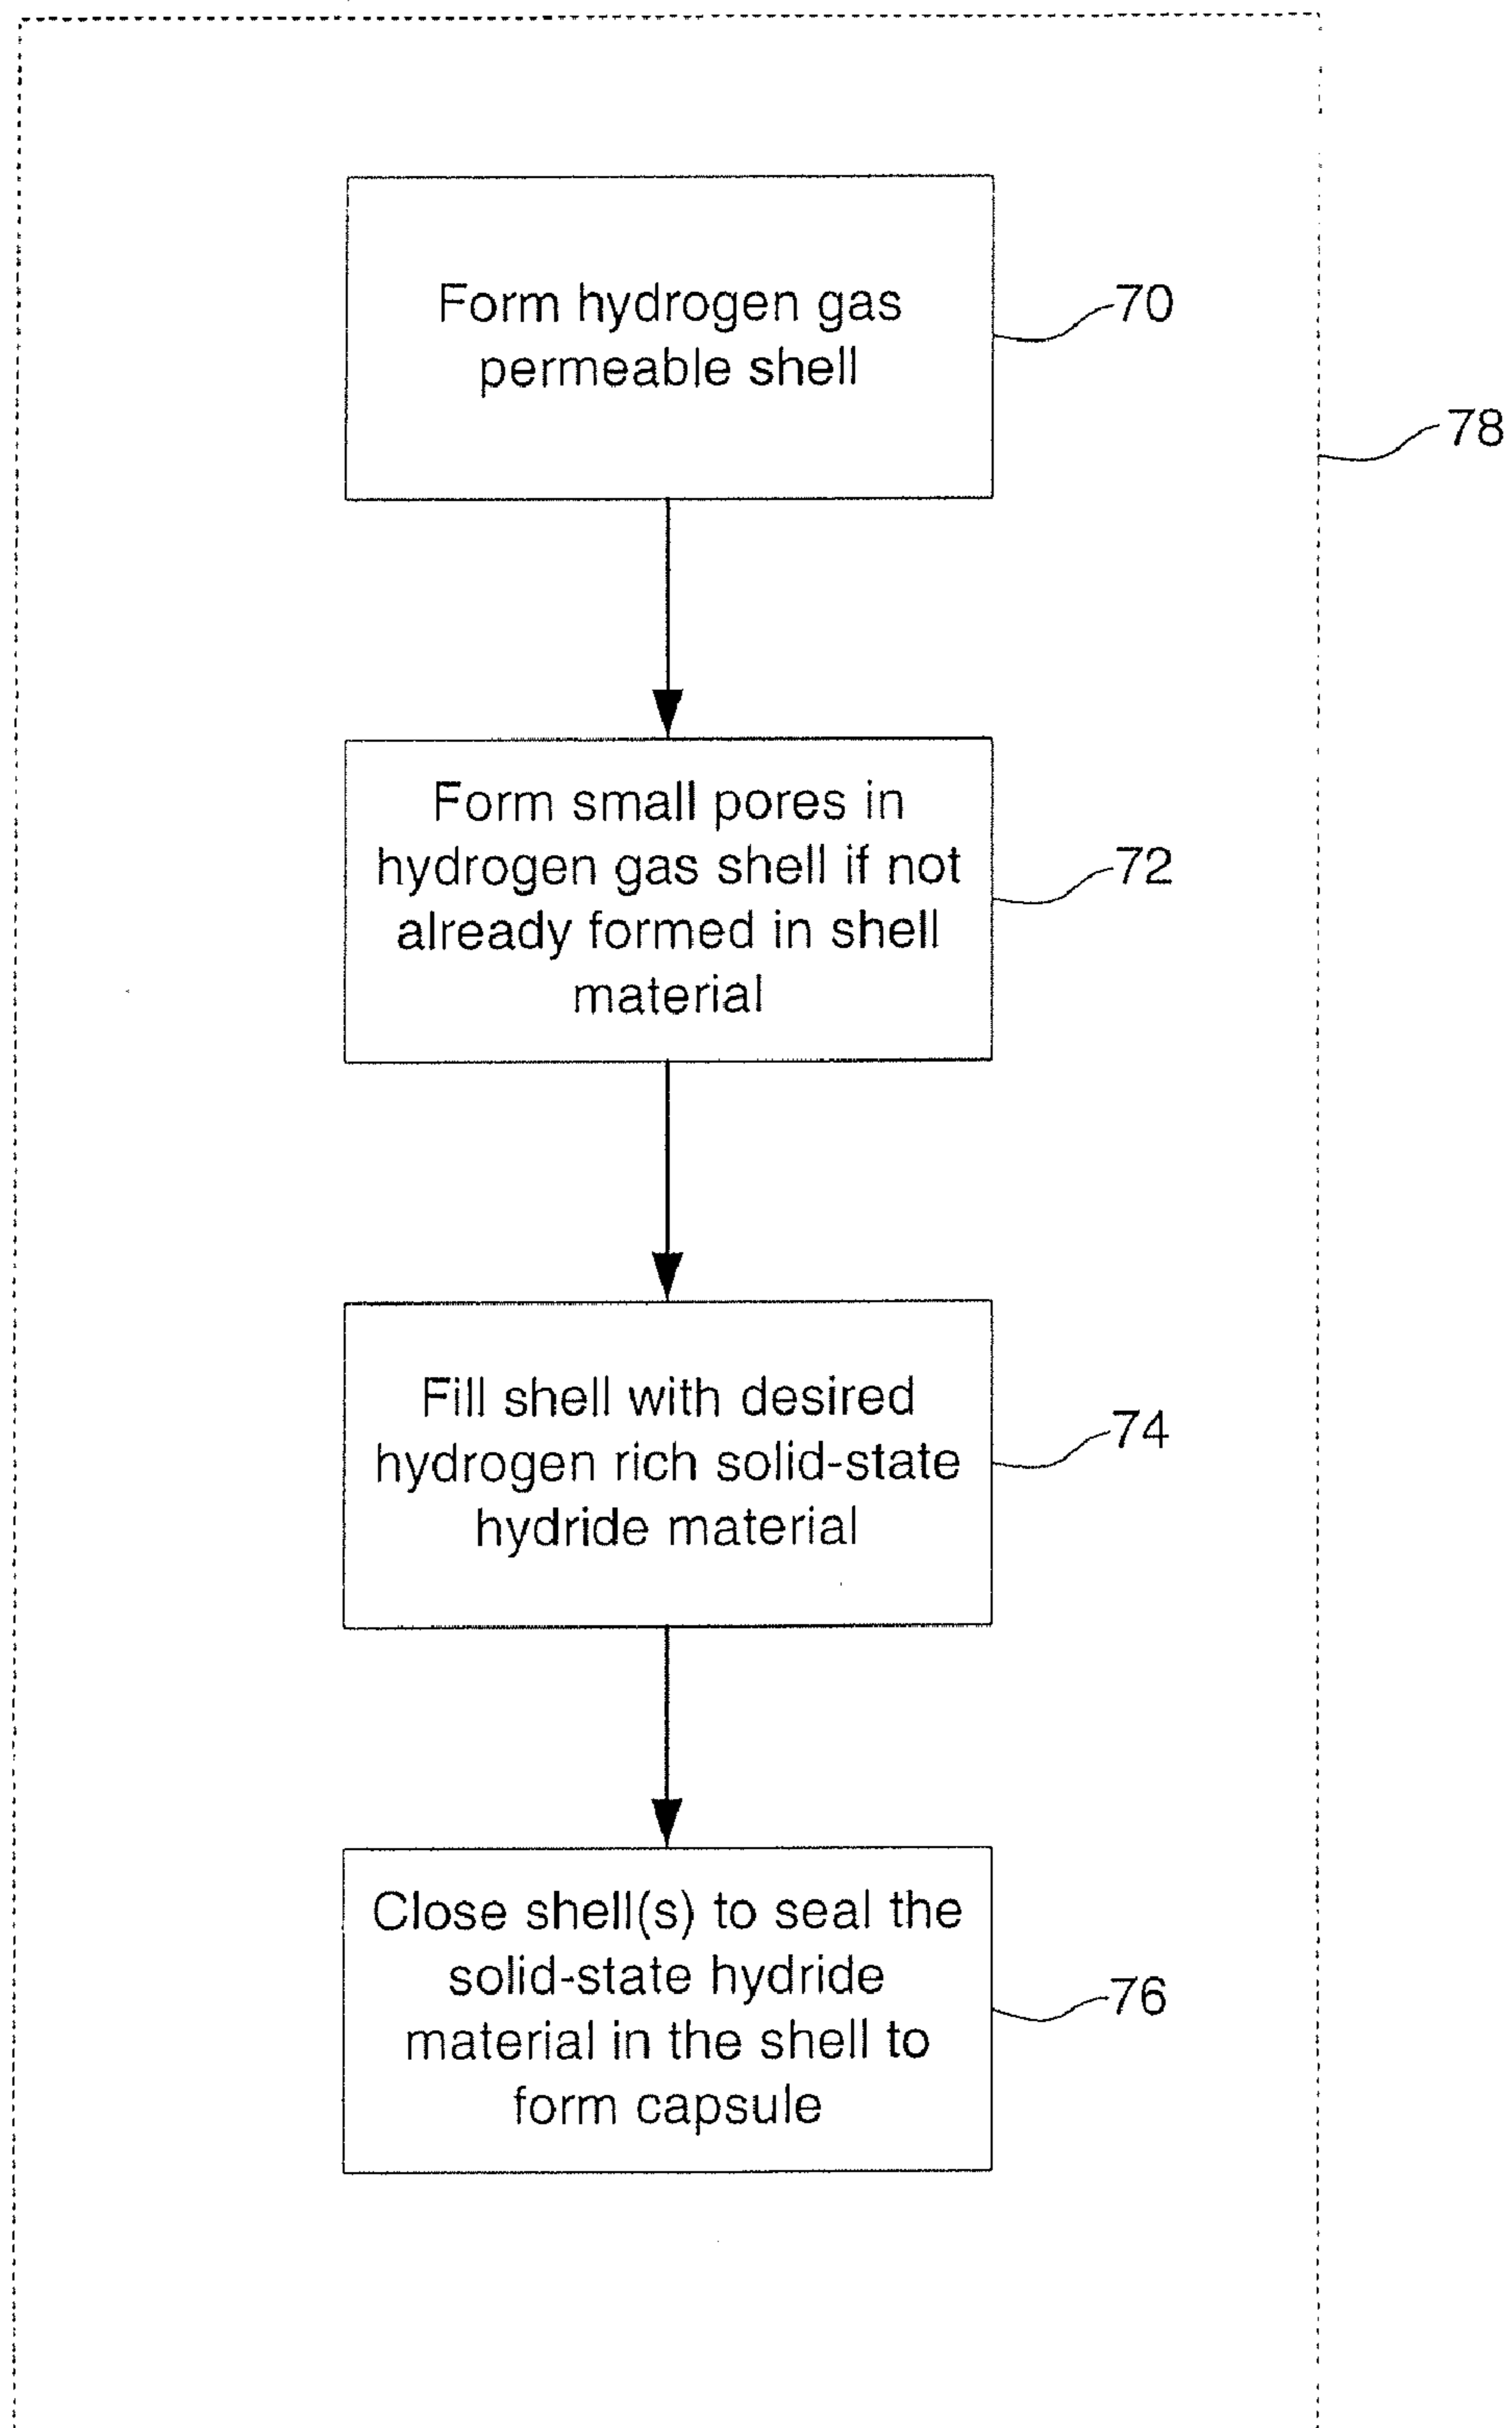 Form hydrogen gas
permeable shell
70
78
Form small pores in
hydrogen gas shell if not
already formed in shell
material
72
Fill shell with desired
hydrogen rich solid-state
hydride material
74
Close shell(s) to seal the
solid-state hydride
material in the shell to
form capsule
76